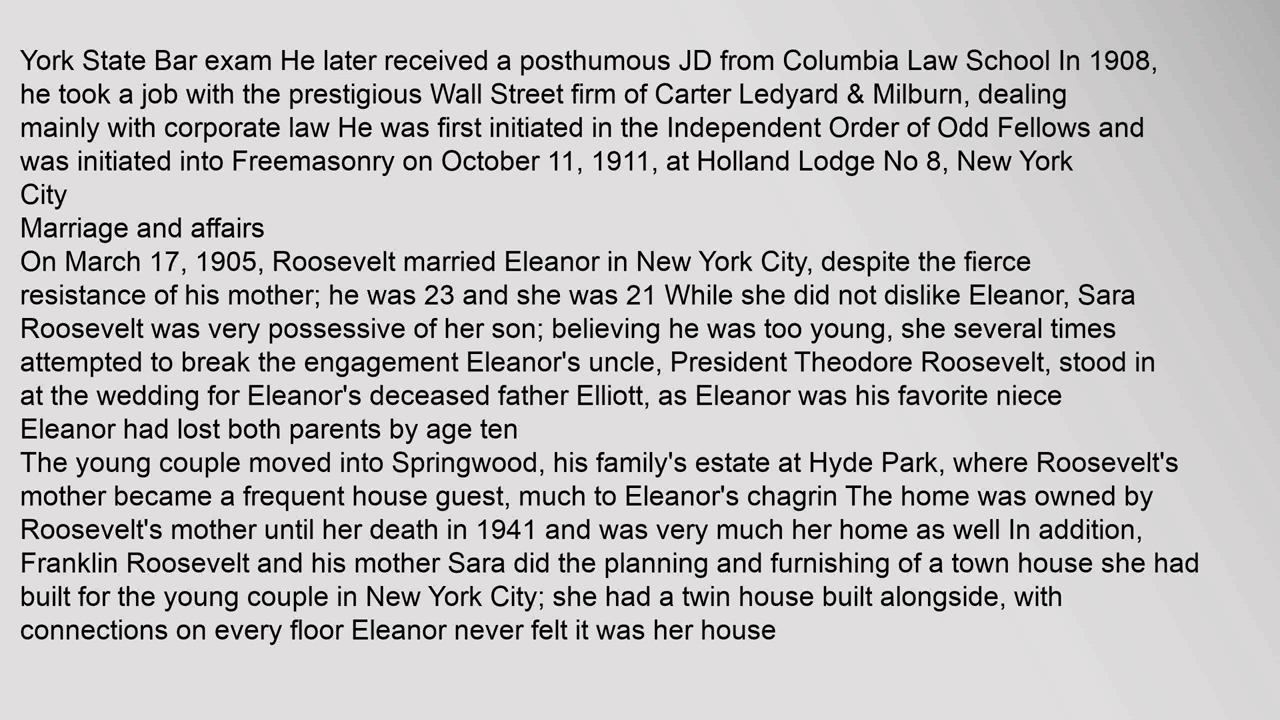 York State Bar exam He later received a posthumous JD from Columbia Law School In 1908,
he took a job with the prestigious Wall Street firm of Carter Ledyard & Milburn, dealing
mainly with corporate law He was first initiated in the Independent Order of Odd Fellows and
was initiated into Freemasonry on October 11, 1911, at Holland Lodge No 8, New York
City
Marriage and affairs
On March 17, 1905, Roosevelt married Eleanor in New York City, despite the fierce
resistance of his mother; he was 23 and she was 21 While she did not dislike Eleanor, Sara
Roosevelt was very possessive of her son; believing he was too young, she several times
attempted to break the engagement Eleanor's uncle, President Theodore Roosevelt, stood in
at the wedding for Eleanor's deceased father Elliott, as Eleanor was his favorite niece
Eleanor had lost both parents by age ten
The young couple moved into Springwood, his family's estate at Hyde Park, where Roosevelt's
mother became a frequent house guest, much to Eleanor's chagrin The home was owned by
Roosevelt's mother until her death in 1941 and was very much her home as well In addition,
Franklin Roosevelt and his mother Sara did the planning and furnishing of a town house she had
built for the young couple in New York City; she had a twin house built alongside, with
connections on every floor Eleanor never felt it was her house